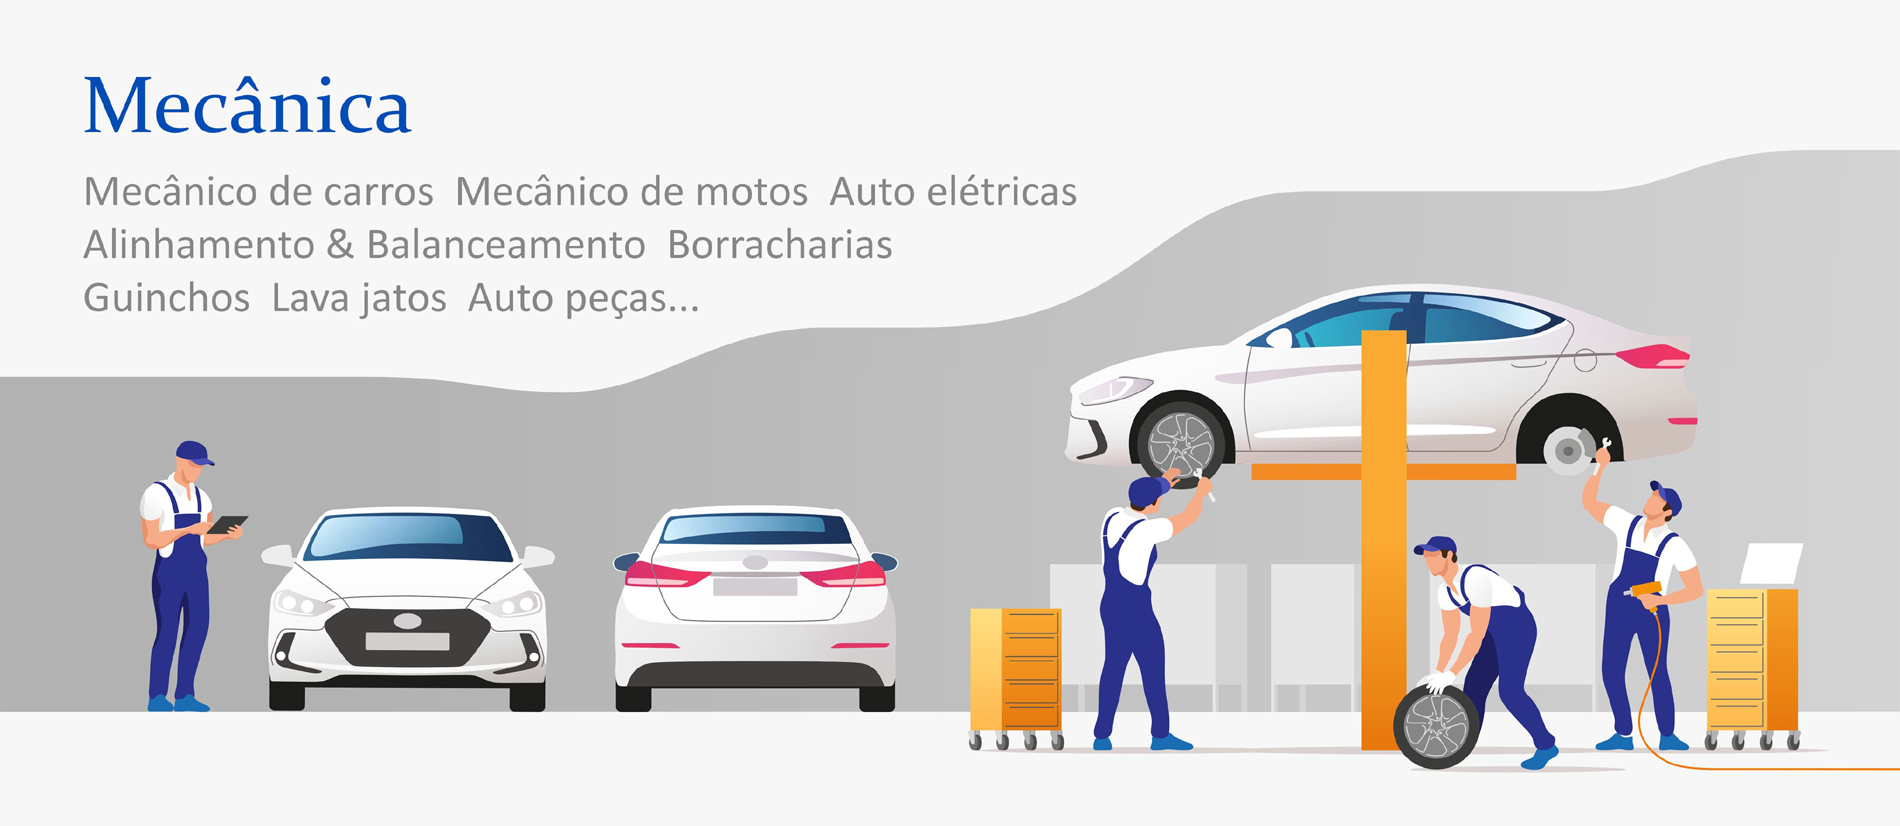 Mecânica
Mecânico de carros  Mecânico de motos  Auto elétricas
Alinhamento & Balanceamento  Borracharias
Guinchos  Lava jatos  Auto peças...